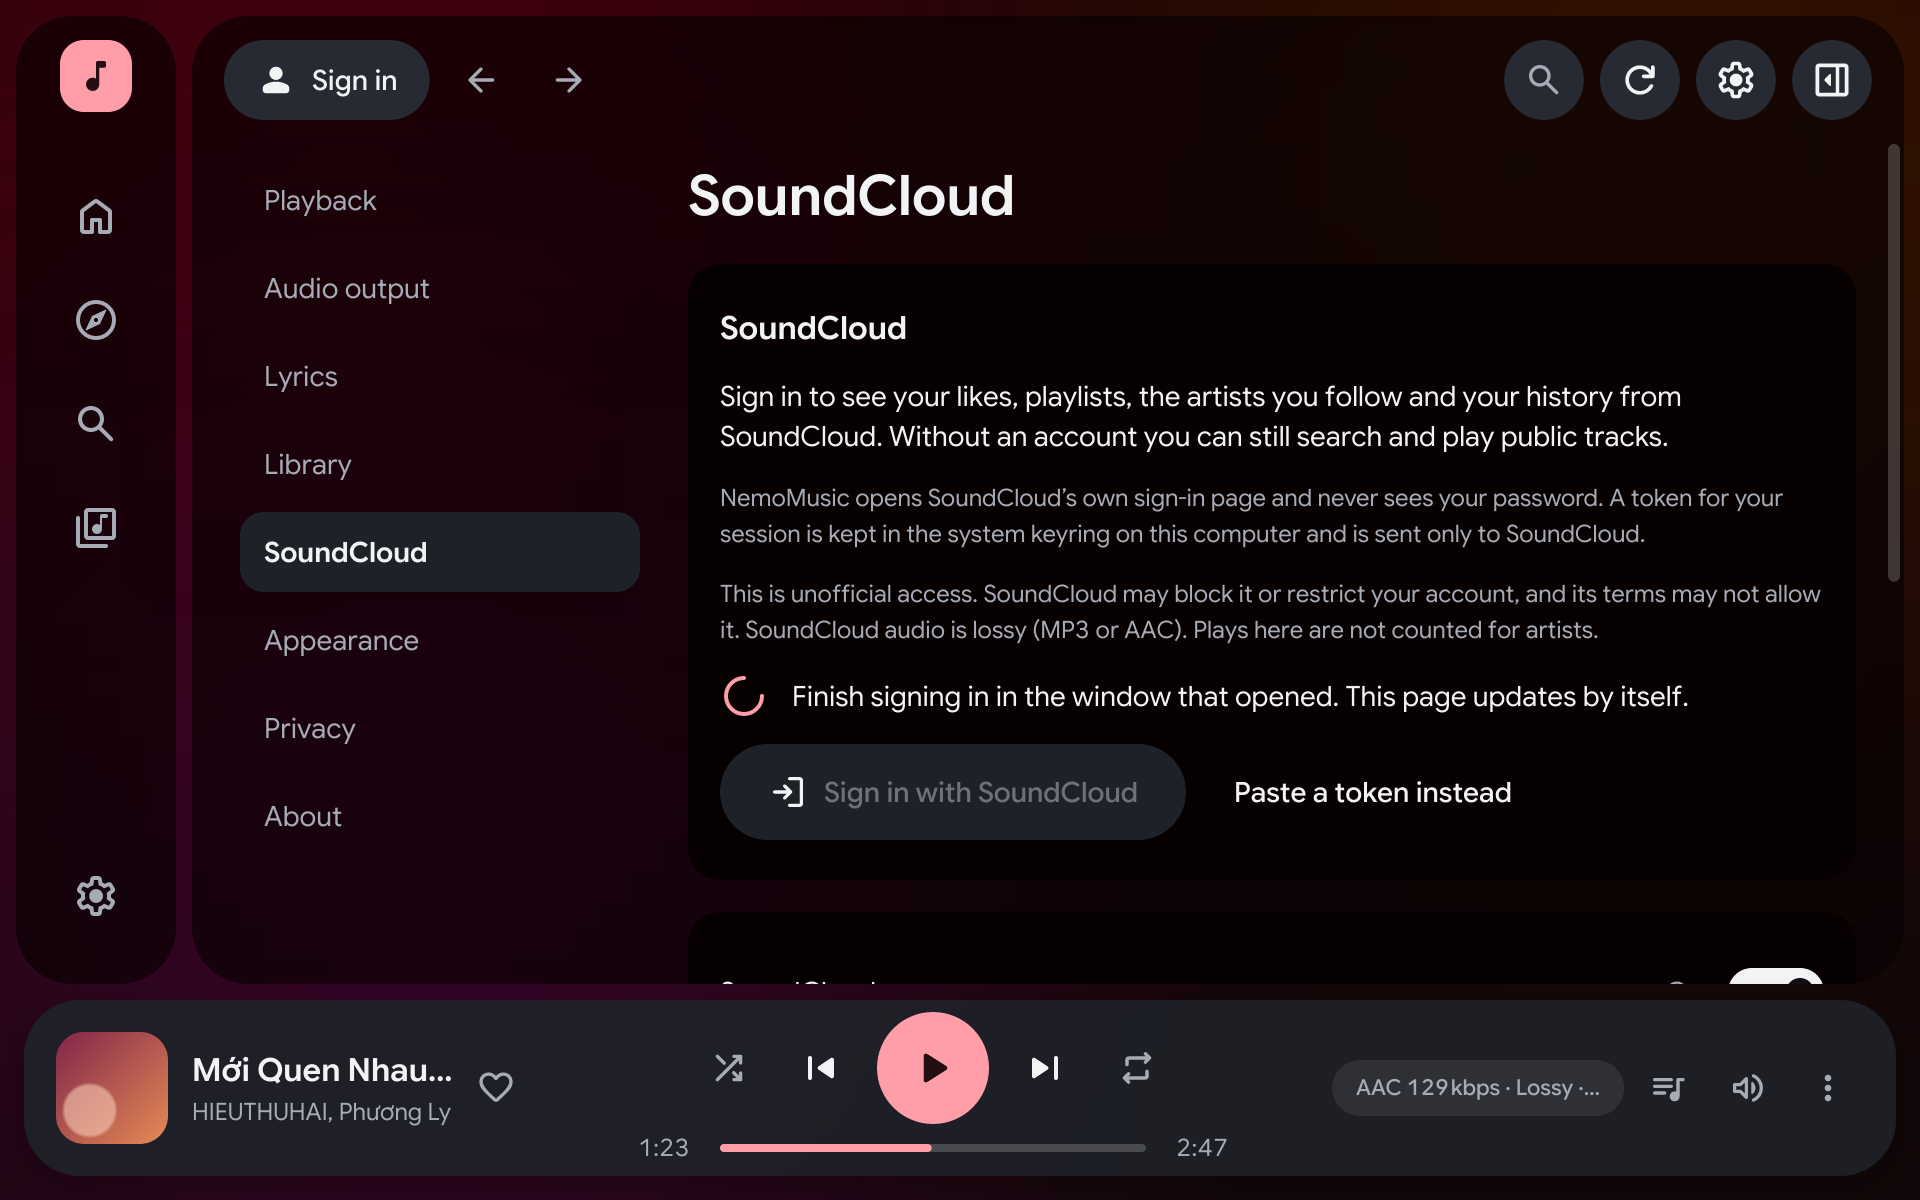 Sign in
Playback
Audio output
Lyrics
Library
SoundCloud
Appearance
Privacy
About
SoundCloud
SoundCloud
Sign in to see your likes, playlists, the artists you follow and your history from
SoundCloud. Without an account you can still search and play public tracks.
NemoMusic opens SoundCloud’s own sign-in page and never sees your password. A token for your
session is kept in the system keyring on this computer and is sent only to SoundCloud.
This is unofficial access. SoundCloud may block it or restrict your account, and its terms may not allow
it. SoundCloud audio is lossy (MP3 or AAC). Plays here are not counted for artists.
Finish signing in in the window that opened. This page updates by itself.
Sign in with SoundCloud
Paste a token instead
Mới Quen Nhau...
HIEUTHUHAI, Phương Ly
1:23
2:47
AAC 129 kbps · Lossy ·...